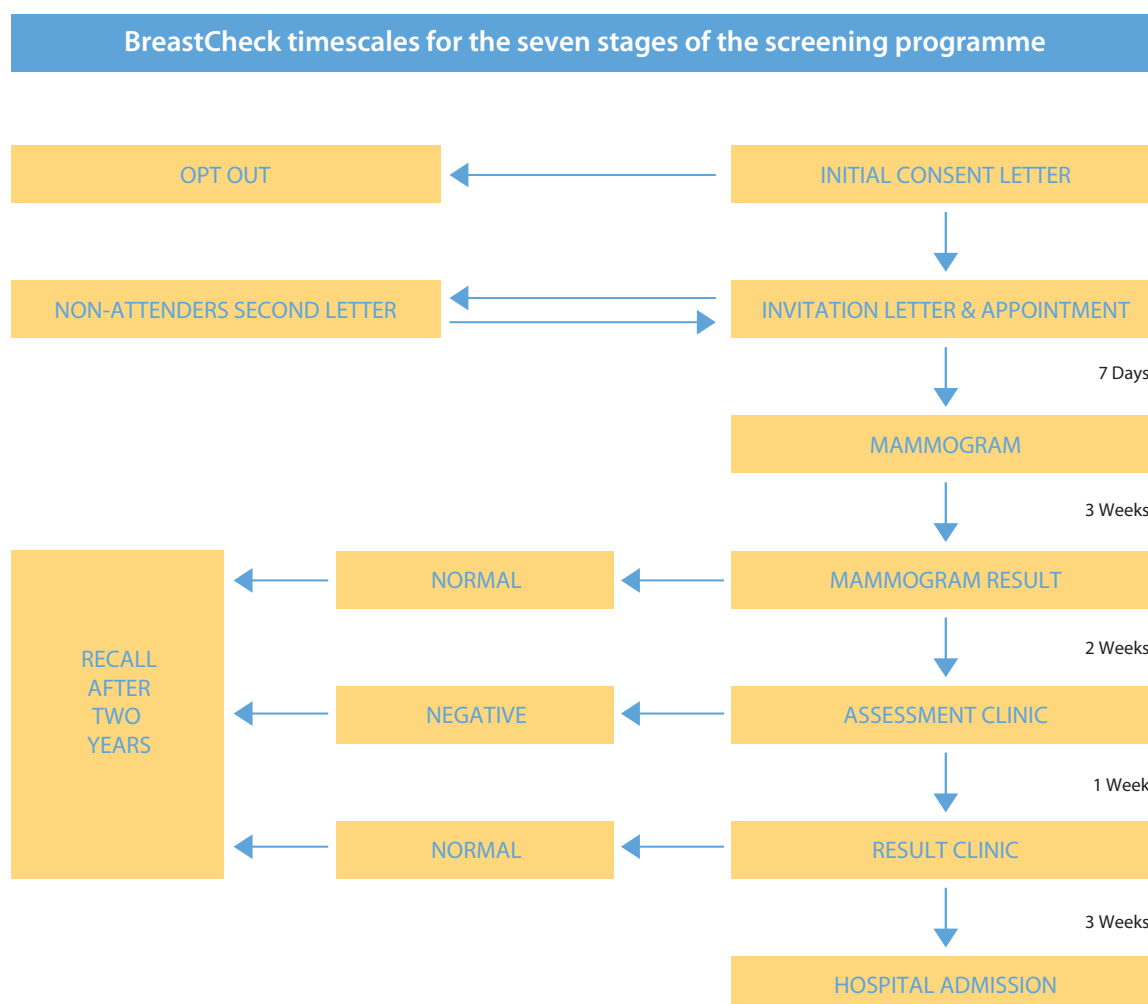 BreastCheck timescales for the seven stages of the screening programme
OPT OUT
INITIAL CONSENT LETTER
NON-ATTENDERS SECOND LETTER
INVITATION LETTER & APPOINTMENT
7 Days
MAMMOGRAM
3 Weeks
NORMAL
MAMMOGRAM RESULT
2 Weeks
RECALL
AFTER
TWO
YEARS
NEGATIVE
ASSESSMENT CLINIC
1 Week
NORMAL
RESULT CLINIC
3 Weeks
HOSPITAL ADMISSION